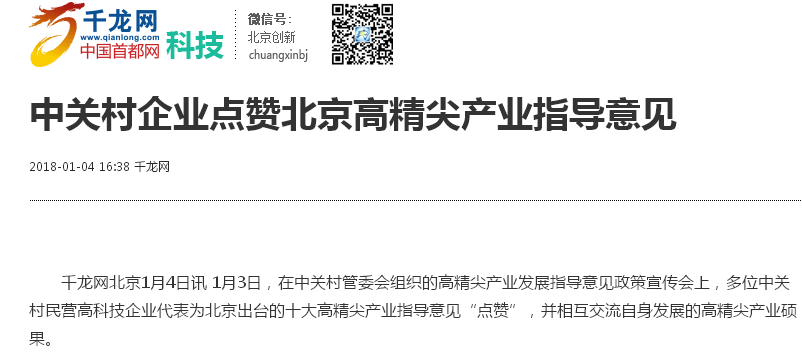 千龙网
www.qianlong.com
中国首都网
科技
微信号：
北京创新
chuangxinbj
中关村企业点赞北京高精尖产业指导意见
2018-01-04 16:38 千龙网
千龙网北京1月4日讯 1月3日，在中关村管委会组织的高精尖产业发展指导意见政策宣传会上，多位中关
村民营高科技企业代表为北京出台的十大高精尖产业指导意见“点赞”，并相互交流自身发展的高精尖产业硕
果。